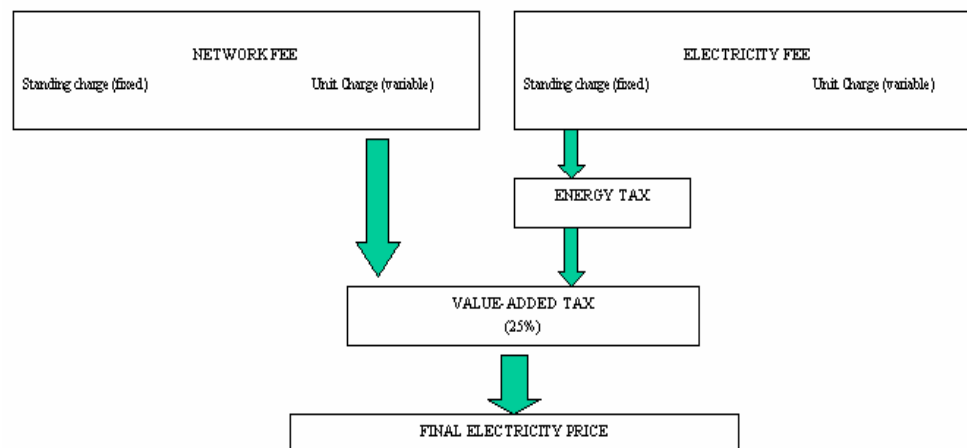 NETWORK FEE
Standing charge (fixed) Unit Charge (variable)
ELECTRICITY FEE
Standing charge (fixed) Unit Charge (variable)
ENERGY TAX
VALUE-ADDED TAX
(25%)
FINAL ELECTRICITY PRICE